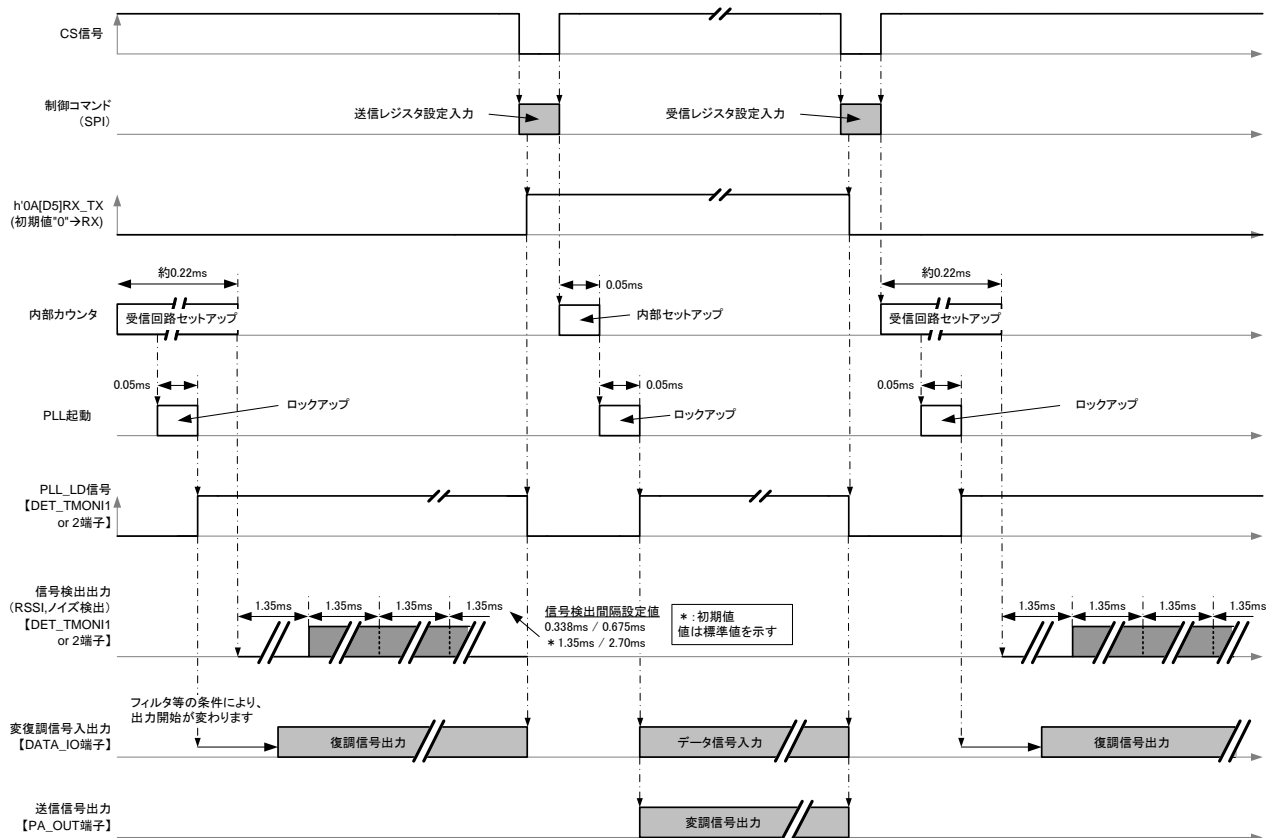 CS信号
制御コマンド
(SPI)
送信レジスタ設定入力
受信レジスタ設定入力
h'0A[D5]RX_TX
(初期値"0"→RX)
約0.22ms
0.05ms
約0.22ms
内部カウンタ
受信回路セットアップ
内部セットアップ
受信回路セットアップ
0.05ms
0.05ms
0.05ms
PLL起動
ロックアップ
ロックアップ
ロックアップ
PLL_LD信号
【DET_TMONI1
or 2端子】
信号検出出力
(RSSI,ノイズ検出)
【DET_TMONI1
or 2端子】
1.35ms
1.35ms
1.35ms
1.35ms
信号検出間隔設定値
0.338ms / 0.675ms
* 1.35ms / 2.70ms
* :初期値
値は標準値を示す
1.35ms
1.35ms
1.35ms
1.35ms
フィルタ等の条件により、
出力開始が変わります
変復調信号入出力
【DATA_IO端子】
復調信号出力
データ信号入力
復調信号出力
送信信号出力
【PA_OUT端子】
変調信号出力